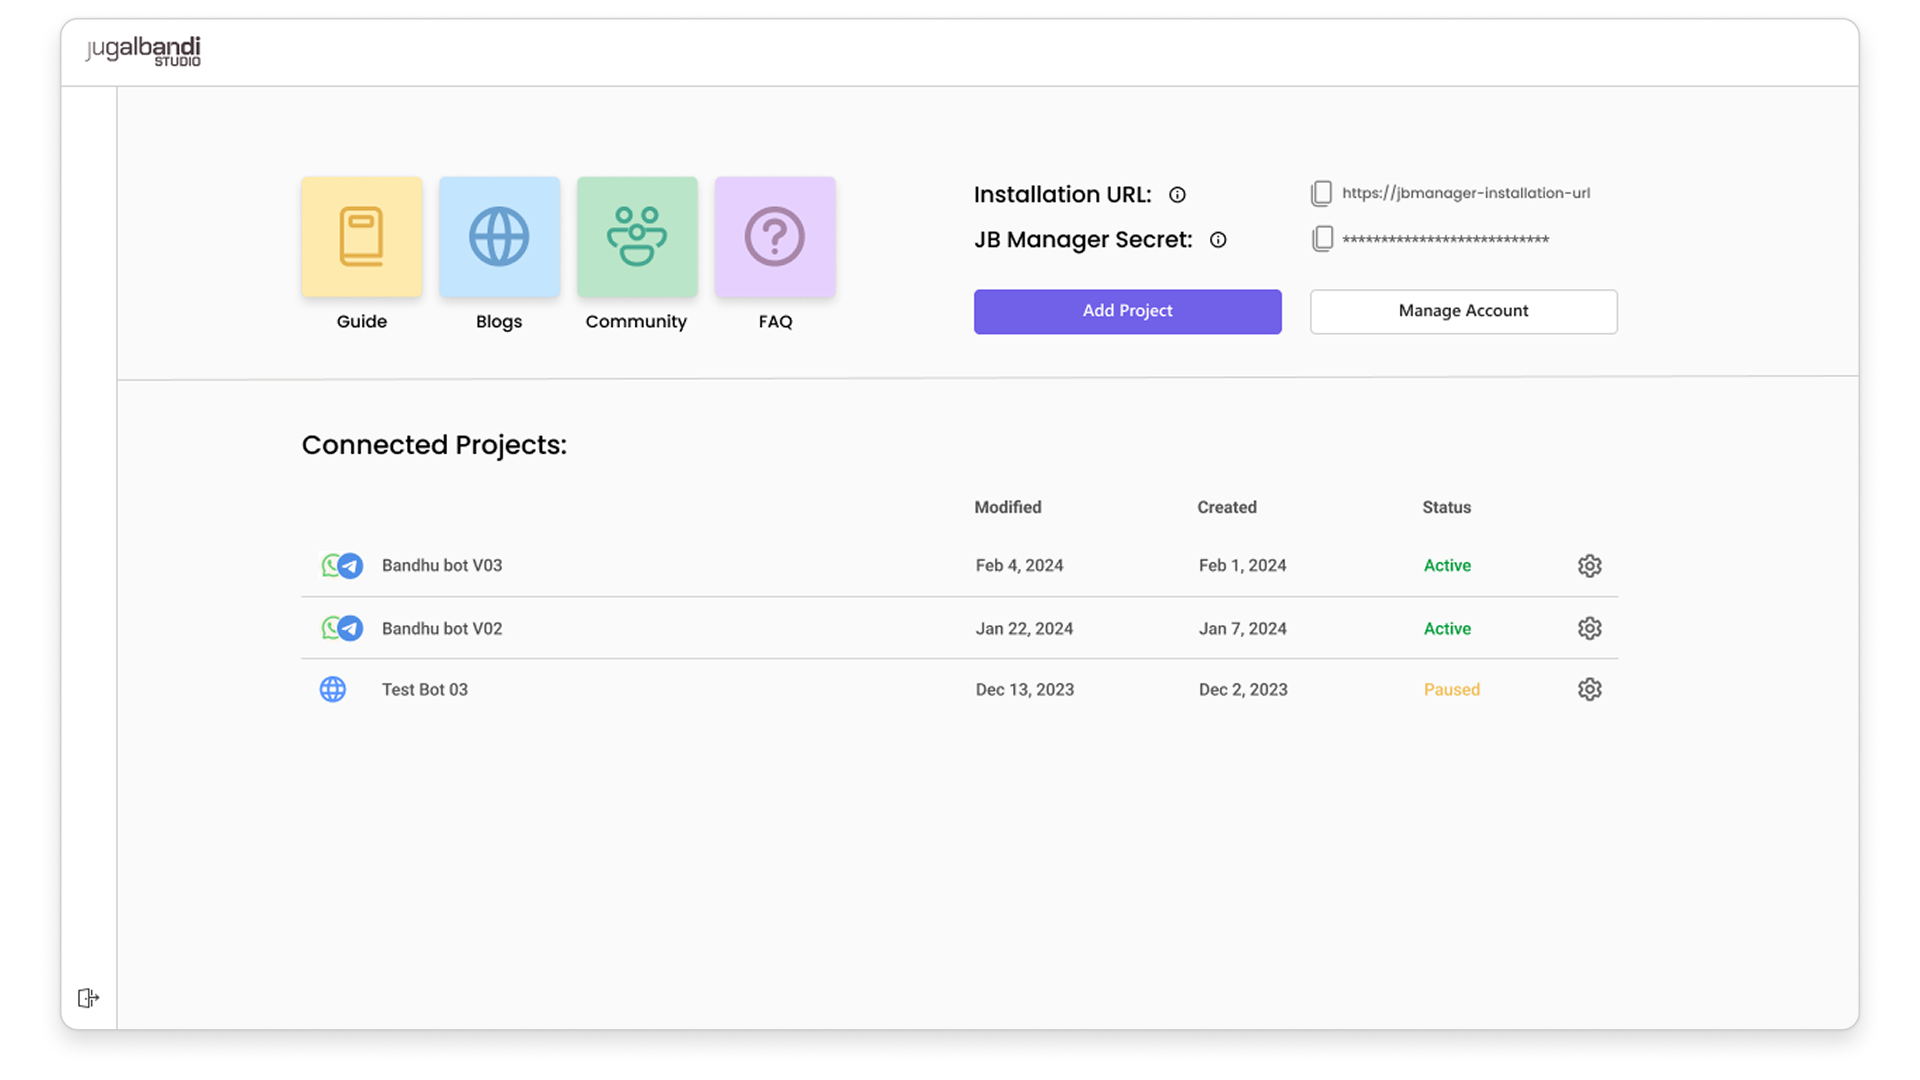 jugalbandi
STUDIO
Guide
Blogs
Community
FAQ
Installation URL:
https://jbmanager-installation-url
JB Manager Secret:
***************************
Add Project
Manage Account
Connected Projects:
Modified Created Status
Bandhu bot V03 Feb 4, 2024 Feb 1, 2024 Active
Bandhu bot V02 Jan 22, 2024 Jan 7, 2024 Active
Test Bot 03 Dec 13, 2023 Dec 2, 2023 Paused